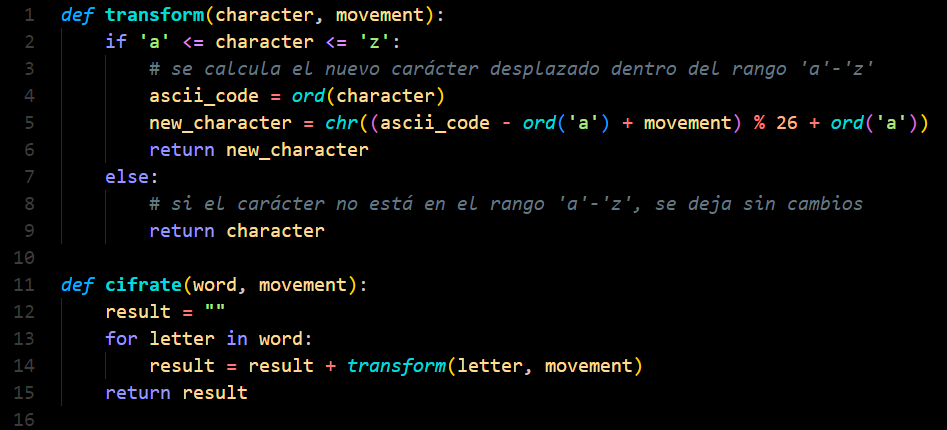 1 def transform(character, movement):
2     if 'a' <= character <= 'z':
3         # se calcula el nuevo carácter desplazado dentro del rango 'a'-'z'
4         ascii_code = ord(character)
5         new_character = chr((ascii_code - ord('a') + movement) % 26 + ord('a'))
6         return new_character
7     else:
8         # si el carácter no está en el rango 'a'-'z', se deja sin cambios
9         return character
10
11 def cifrate(word, movement):
12     result = ""
13     for letter in word:
14         result = result + transform(letter, movement)
15     return result
16